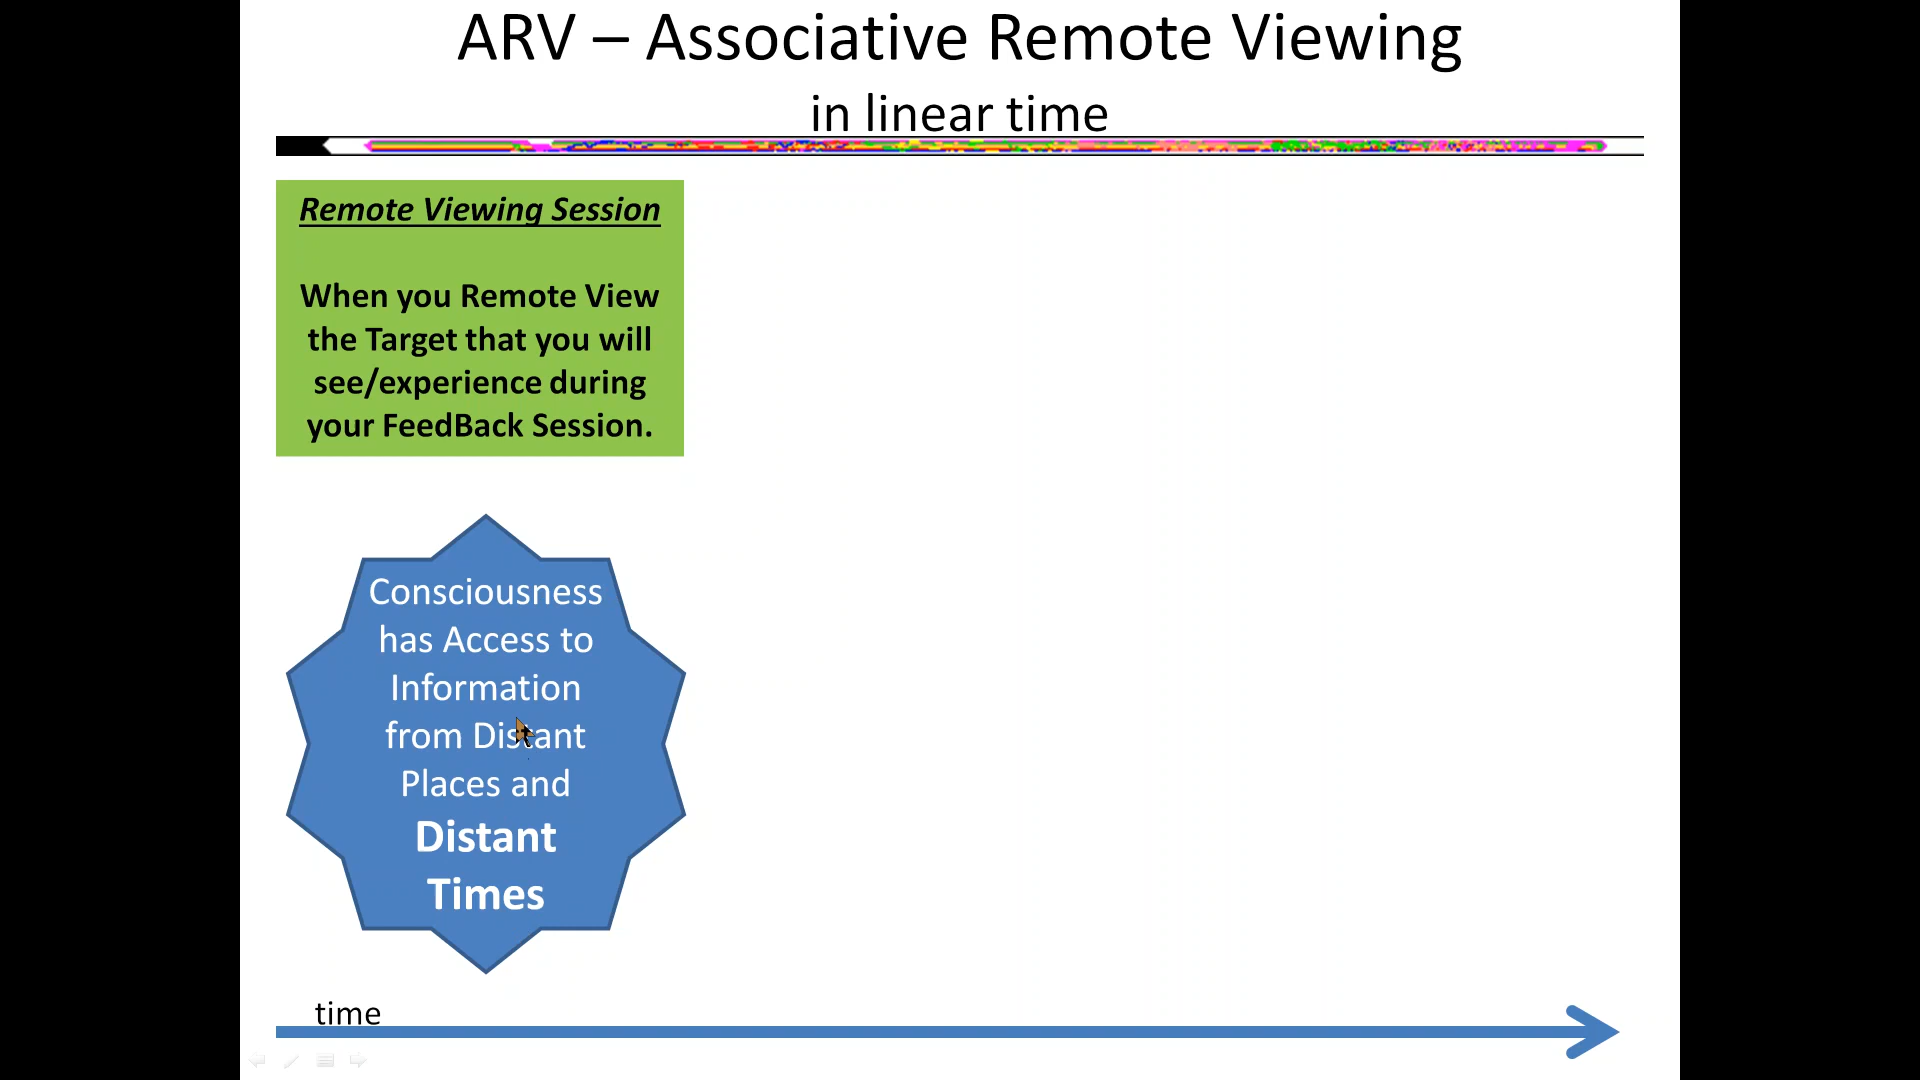 ARV – Associative Remote Viewing
in linear time
Remote Viewing Session
When you Remote View
the Target that you will
see/experience during
your FeedBack Session.
Consciousness
has Access to
Information
from Distant
Places and
Distant
Times
time